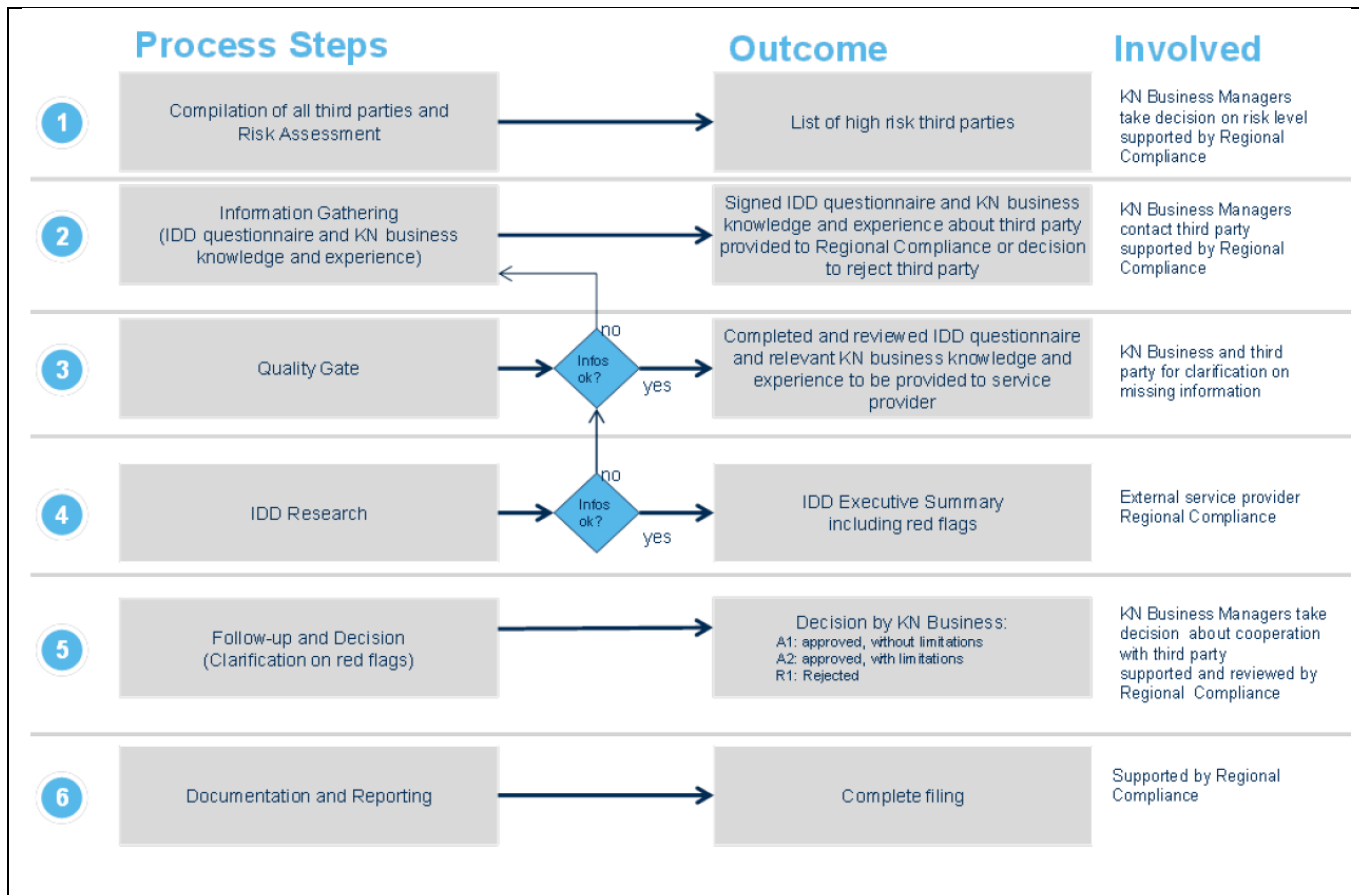 Process Steps
Outcome
Involved
1
Compilation of all third parties and
Risk Assessment
List of high risk third parties
KN Business Managers
take decision on risk level
supported by Regional
Compliance
2
Information Gathering
(IDD questionnaire and KN business
knowledge and experience)
Signed IDD questionnaire and KN business
knowledge and experience about third party
provided to Regional Compliance or decision
to reject third party
KN Business Managers
contact third party
supported by Regional
Compliance
3
Quality Gate
no
Infos
ok?
yes
Completed and reviewed IDD questionnaire
and relevant KN business knowledge and
experience to be provided to service
provider
KN Business and third
party for clarification on
missing information
4
IDD Research
no
Infos
ok?
yes
IDD Executive Summary
including red flags
External service provider
Regional Compliance
5
Follow-up and Decision
(Clarification on red flags)
Decision by KN Business:
A1: approved, without limitations
A2: approved, with limitations
R1: Rejected
KN Business Managers take
decision about cooperation
with third party
supported and reviewed by
Regional Compliance
6
Documentation and Reporting
Complete filing
Supported by Regional
Compliance